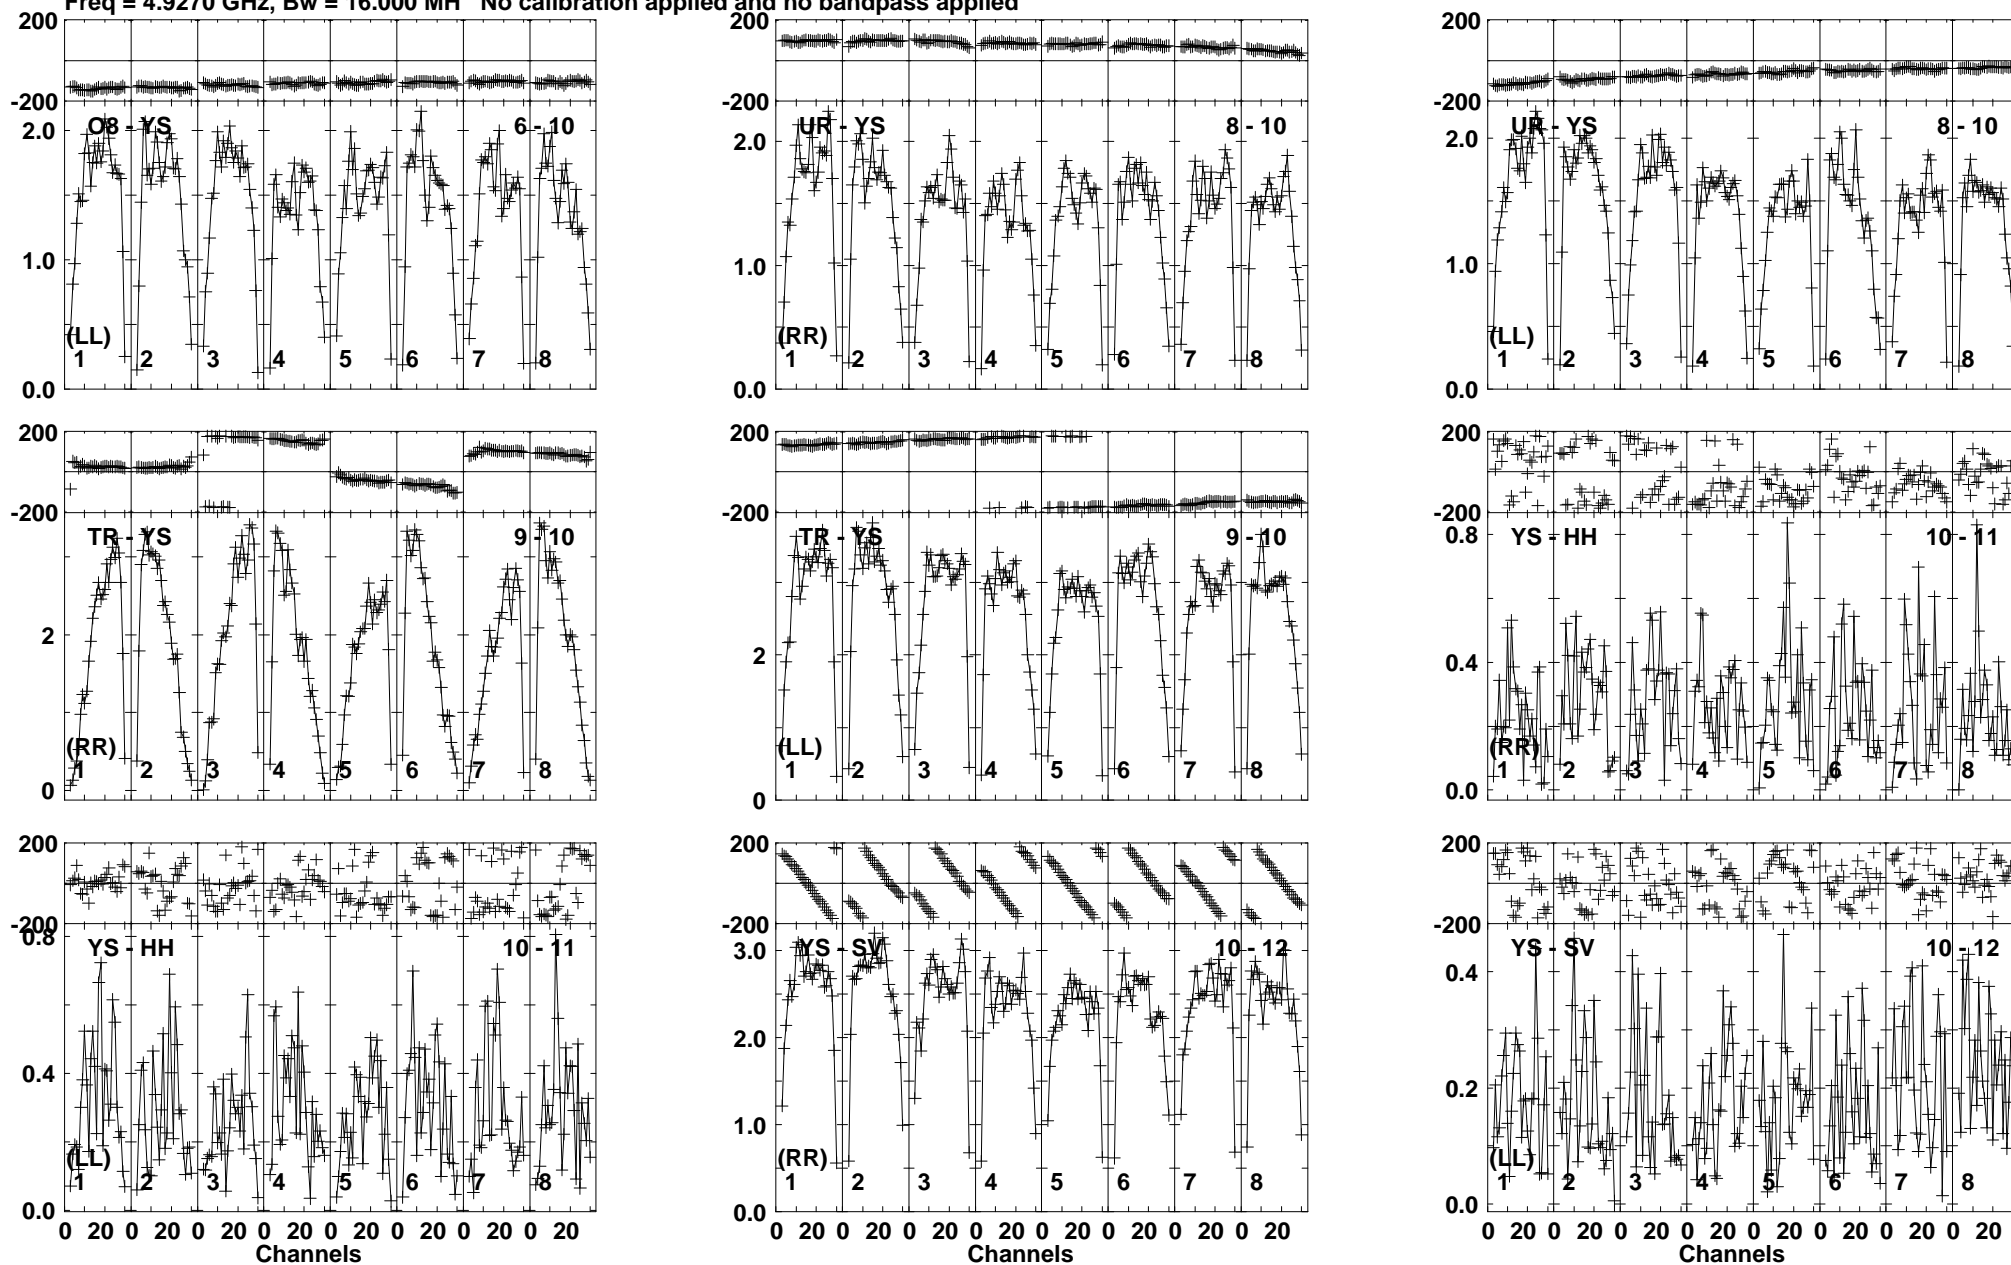 Freq = 4.9270 GHz, Bw = 16.000 MH No calibration applied and no bandpass applied
200 200 200
-200 -200 -200
O8 - YS 6 - 10 UR - YS 8 - 10 UR - YS 8 - 10
2.0 2.0 2.0
1.0 1.0 1.0
(LL) (RR) (LL)
1 2 3 4 5 6 7 8 1 2 3 4 5 6 7 8 1 2 3 4 5 6 7 8
0.0 0.0 0.0
200 200 200
-200 -200 -200
TR - YS 9 - 10 TR - YS 9 - 10 YS - HH 10 - 11
0.8
2 2 0.4
(RR) (LL) (RR)
1 2 3 4 5 6 7 8 1 2 3 4 5 6 7 8 1 2 3 4 5 6 7 8
0 0 0.0
200 200 200
-200 -200 -200
0.8 YS - HH 10 - 11 3.0 YS - SV 10 - 12 YS - SV 10 - 12
0.4
2.0
0.4 1.0 0.2
(LL) (RR) (LL)
1 2 3 4 5 6 7 8 1 2 3 4 5 6 7 8 1 2 3 4 5 6 7 8
0.0 0.0 0.0
0 20 0 20 0 20 0 20 0 20 0 20 0 20 0 20 0 20 0 20 0 20 0 20 0 20 0 20 0 20 0 20 0 20 0 20 0 20 0 20 0 20 0 20 0 20 0 20
Channels Channels Channels